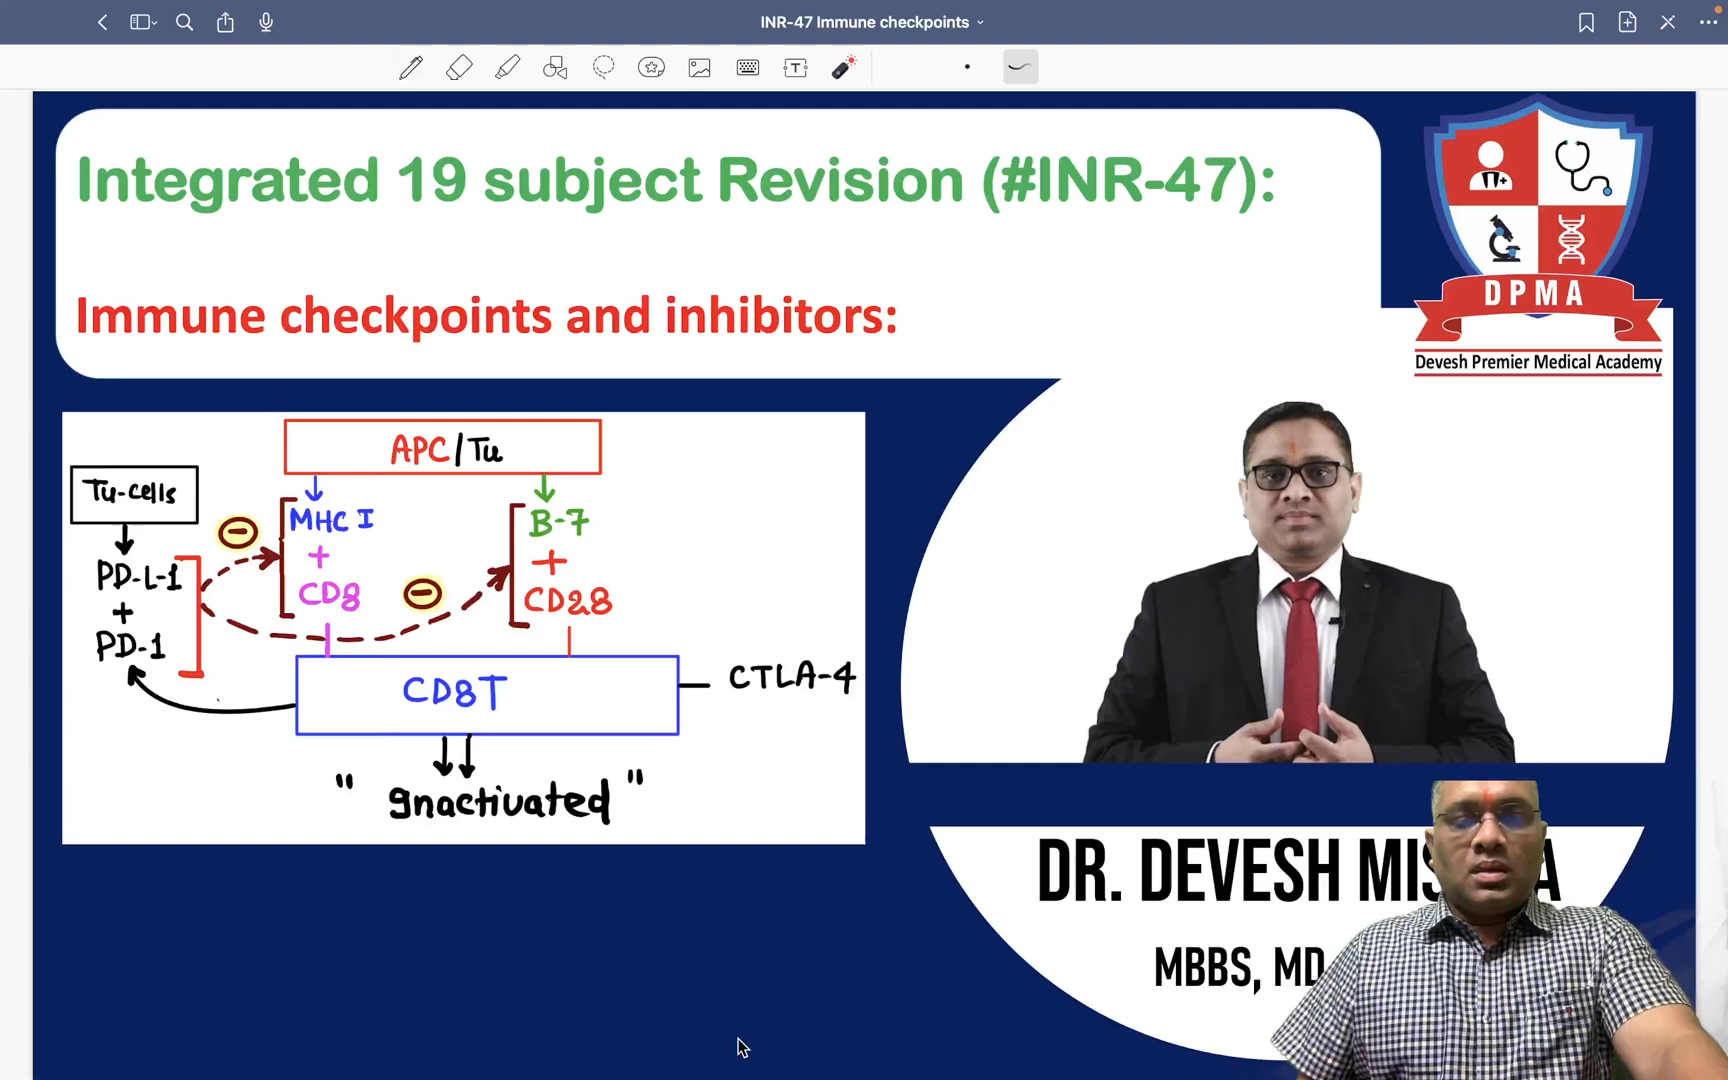 INR-47 Immune checkpoints
Integrated 19 subject Revision (#INR-47):
Immune checkpoints and inhibitors:
DPMA
Devesh Premier Medical Academy
APC/Tu
Tu-cells
MHC I
+
CD8
B-7
+
CD28
PD-L-1
+
PD-1
CD8T
CTLA-4
"Inactivated"
DR. DEVESH MIS A
MBBS, MD